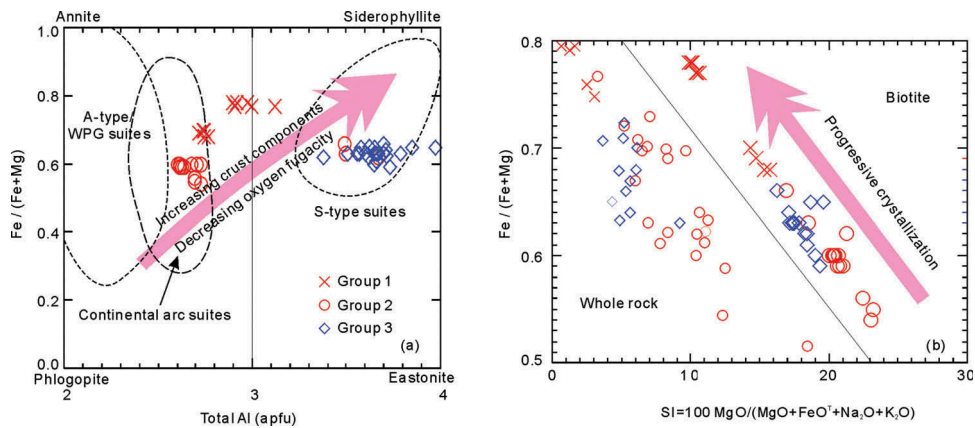 Annite
Siderophyllite
1.0
0.8
0.6
0.4
0.2
0.0
Fe / (Fe+Mg)
A-type/
WPG suites
Increasing crust components
Decreasing oxygen fugacity
S-type suites
Continental arc suites
Group 1
Group 2
Group 3
(a)
Phlogopite
Eastonite
2
3
4
Total Al (apfu)
0.8
0.7
0.6
0.5
Fe / (Fe+Mg)
Biotite
Progressive crystallization
Whole rock
(b)
0
10
20
30
SI=100 MgO/(MgO+FeOᵀ+Na₂O+K₂O)